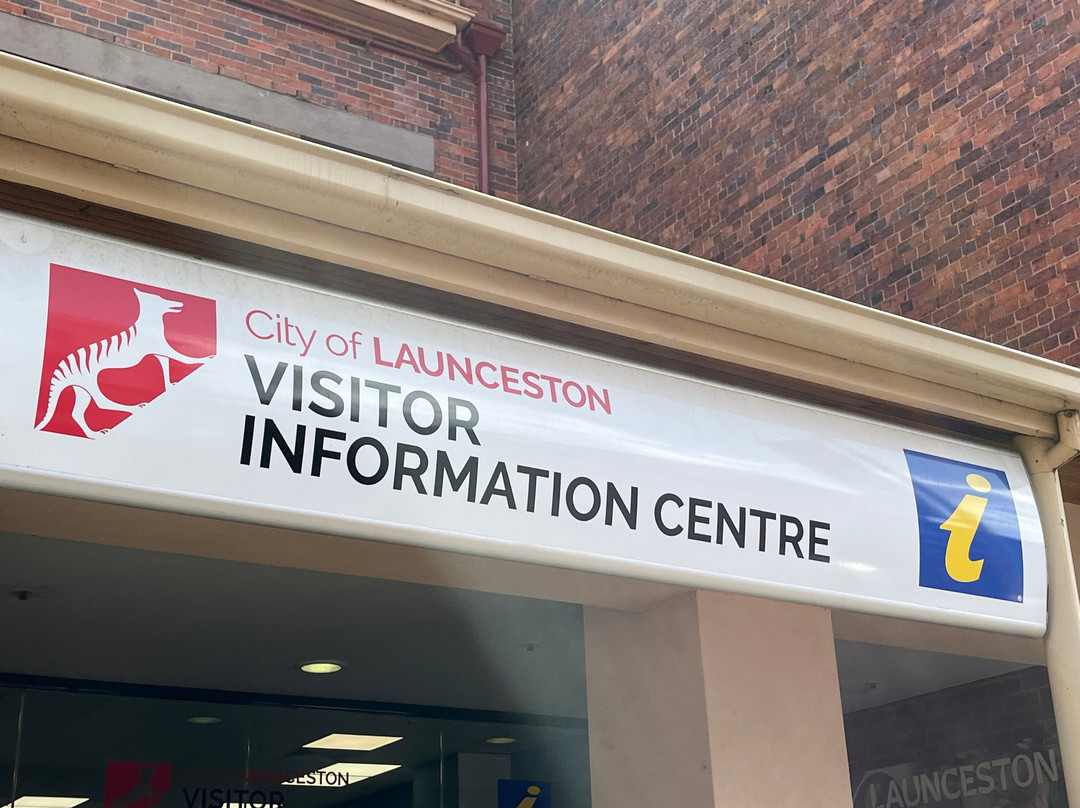 City of LAUNCESTON
VISITOR
INFORMATION CENTRE
i
VISITOR
i
LAUNCESTON